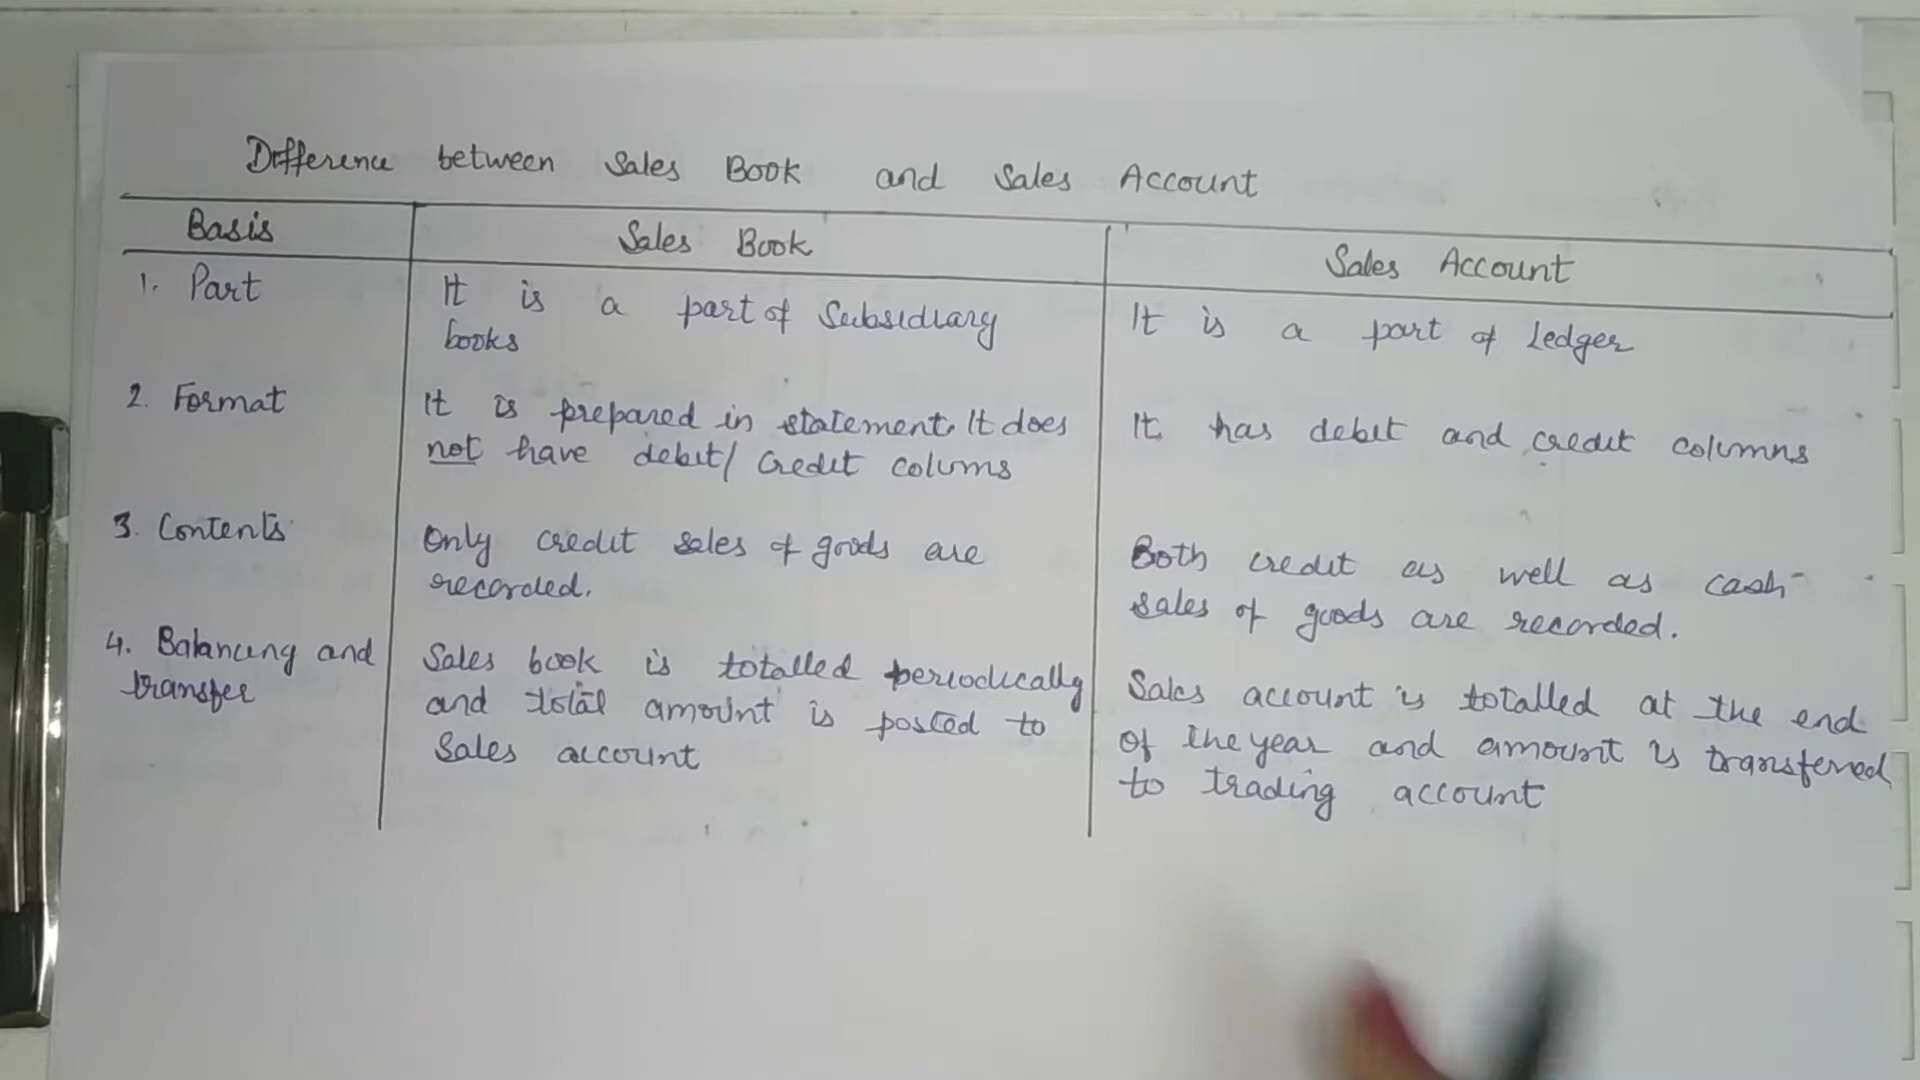 Difference between Sales Book and Sales Account
Basis
Sales Book
Sales Account
1. Part
It is a part of Subsidiary
books
It is a part of Ledger
2. Format
It is prepared in statement. It does
not have debit/ credit colums
It has debit and credit columns
3. Contents
Only credit sales of goods are
recorded.
Both credit as well as cash
sales of goods are recorded.
4. Balancing and
transfer
Sales book is totalled periodically
and total amount is posted to
Sales account
Sales account is totalled at the end
of the year and amount is transferred
to trading account